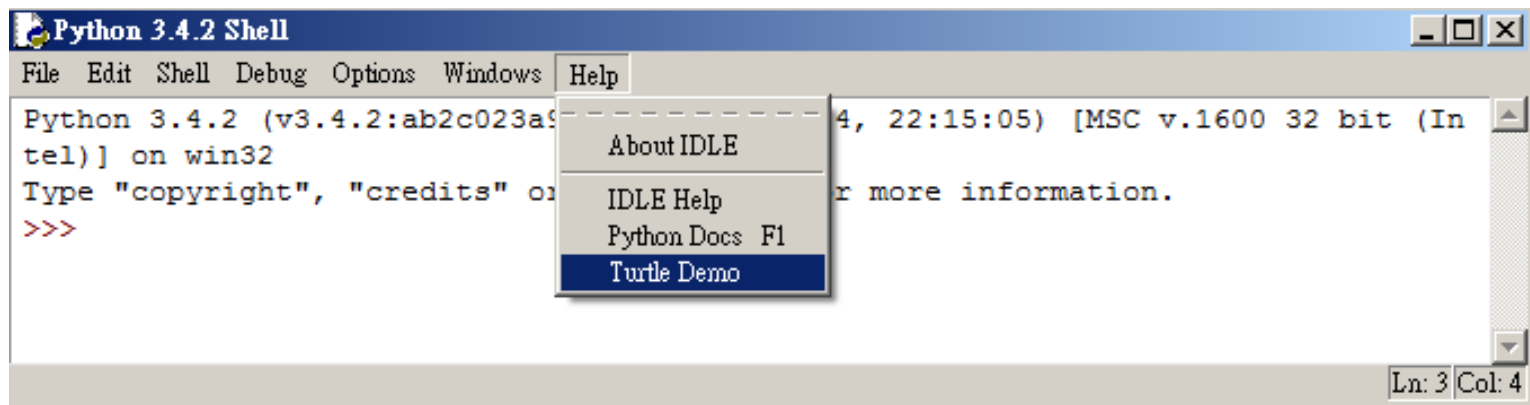 Python 3.4.2 Shell
File Edit Shell Debug Options Windows Help
Python 3.4.2 (v3.4.2:ab2c023a9 4, 22:15:05) [MSC v.1600 32 bit (In
tel)] on win32
Type "copyright", "credits" or r more information.
>>>
About IDLE
IDLE Help
Python Docs F1
Turtle Demo
Ln: 3 Col: 4